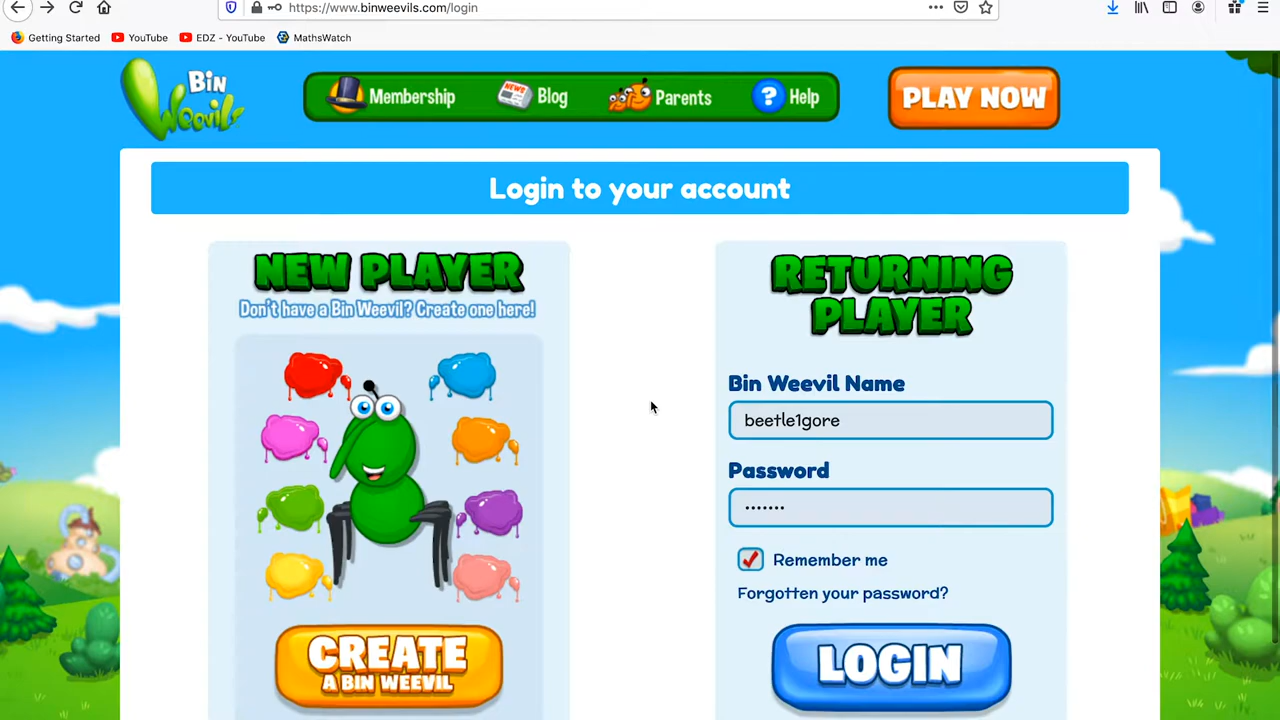 https://www.binweevils.com/login
Getting Started
YouTube
EDZ - YouTube
MathsWatch
BIN
Weevils
Membership
NEWS
Blog
Parents
? Help
PLAY NOW
Login to your account
NEW PLAYER
Don't have a Bin Weevil? Create one here!
CREATE
A BIN WEEVIL
RETURNING
PLAYER
Bin Weevil Name
beetle1gore
Password
•••••••
Remember me
Forgotten your password?
LOGIN